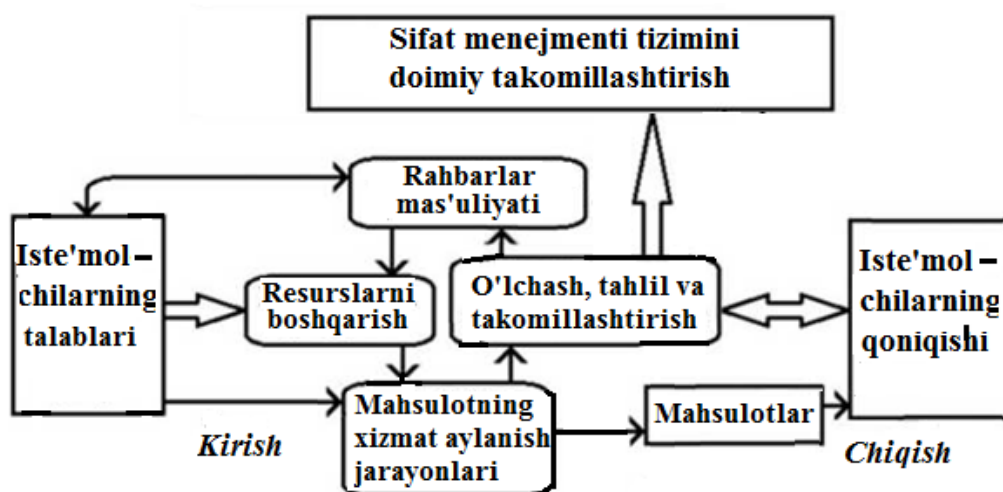 Sifat menejmenti tizimini
doimiy takomillashtirish
Rahbarlar
mas'uliyati
Iste'mol –
chilarning
talablari
Resurslarni
boshqarish
O'lchash, tahlil va
takomillashtirish
Iste'mol –
chilarning
qoniqishi
Mahsulotning
xizmat aylanish
jarayonlari
Mahsulotlar
Kirish
Chiqish